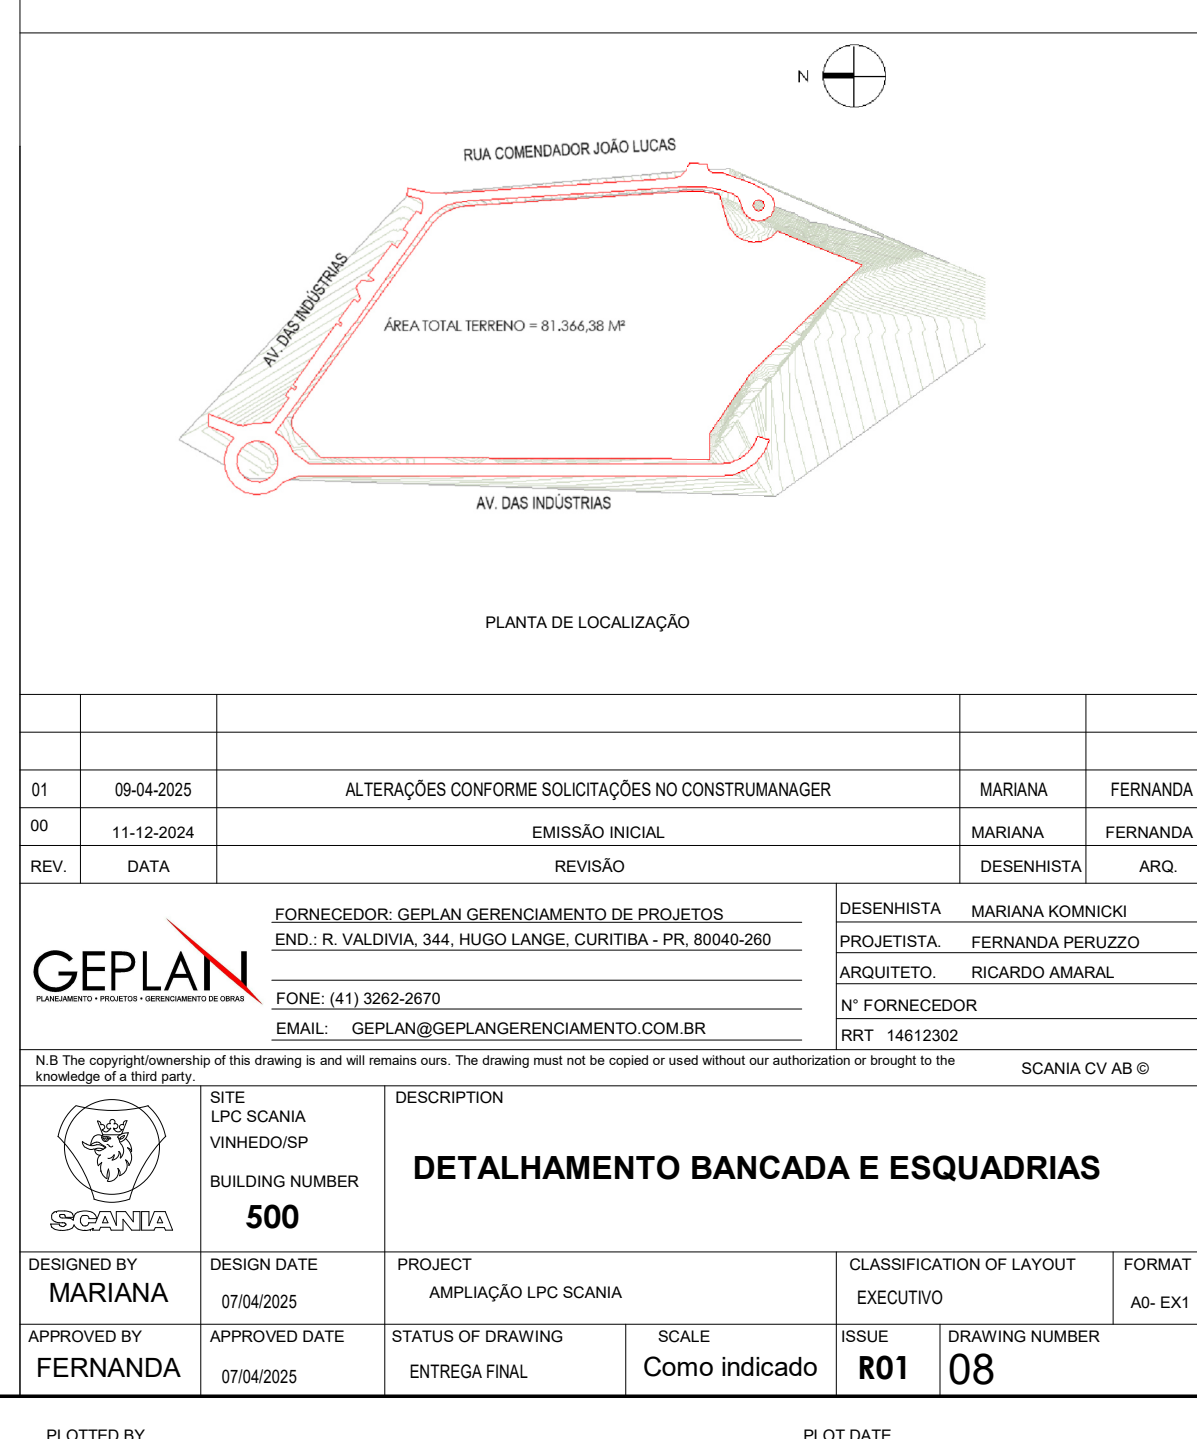 N
RUA COMENDADOR JOÃO LUCAS
AV. DAS INDÚSTRIAS
ÁREA TOTAL TERRENO = 81.366,38 M²
AV. DAS INDÚSTRIAS
PLANTA DE LOCALIZAÇÃO
01 09-04-2025 ALTERAÇÕES CONFORME SOLICITAÇÕES NO CONSTRUMANAGER MARIANA FERNANDA
00 11-12-2024 EMISSÃO INICIAL MARIANA FERNANDA
REV. DATA REVISÃO DESENHISTA ARQ.
GEPLAN
PLANEJAMENTO • PROJETOS • GERENCIAMENTO DE OBRAS
FORNECEDOR: GEPLAN GERENCIAMENTO DE PROJETOS
END.: R. VALDIVIA, 344, HUGO LANGE, CURITIBA - PR, 80040-260
FONE: (41) 3262-2670
EMAIL: GEPLAN@GEPLANGERENCIAMENTO.COM.BR
DESENHISTA MARIANA KOMNICKI
PROJETISTA. FERNANDA PERUZZO
ARQUITETO. RICARDO AMARAL
N° FORNECEDOR
RRT 14612302
N.B The copyright/ownership of this drawing is and will remains ours. The drawing must not be copied or used without our authorization or brought to the
knowledge of a third party.
SCANIA CV AB ©
SCANIA
SITE
LPC SCANIA
VINHEDO/SP
BUILDING NUMBER
500
DESCRIPTION
DETALHAMENTO BANCADA E ESQUADRIAS
DESIGNED BY
MARIANA
DESIGN DATE
07/04/2025
PROJECT
AMPLIAÇÃO LPC SCANIA
CLASSIFICATION OF LAYOUT
EXECUTIVO
FORMAT
A0- EX1
APPROVED BY
FERNANDA
APPROVED DATE
07/04/2025
STATUS OF DRAWING
ENTREGA FINAL
SCALE
Como indicado
ISSUE
R01
DRAWING NUMBER
08
PLOTTED BY
PLOT DATE